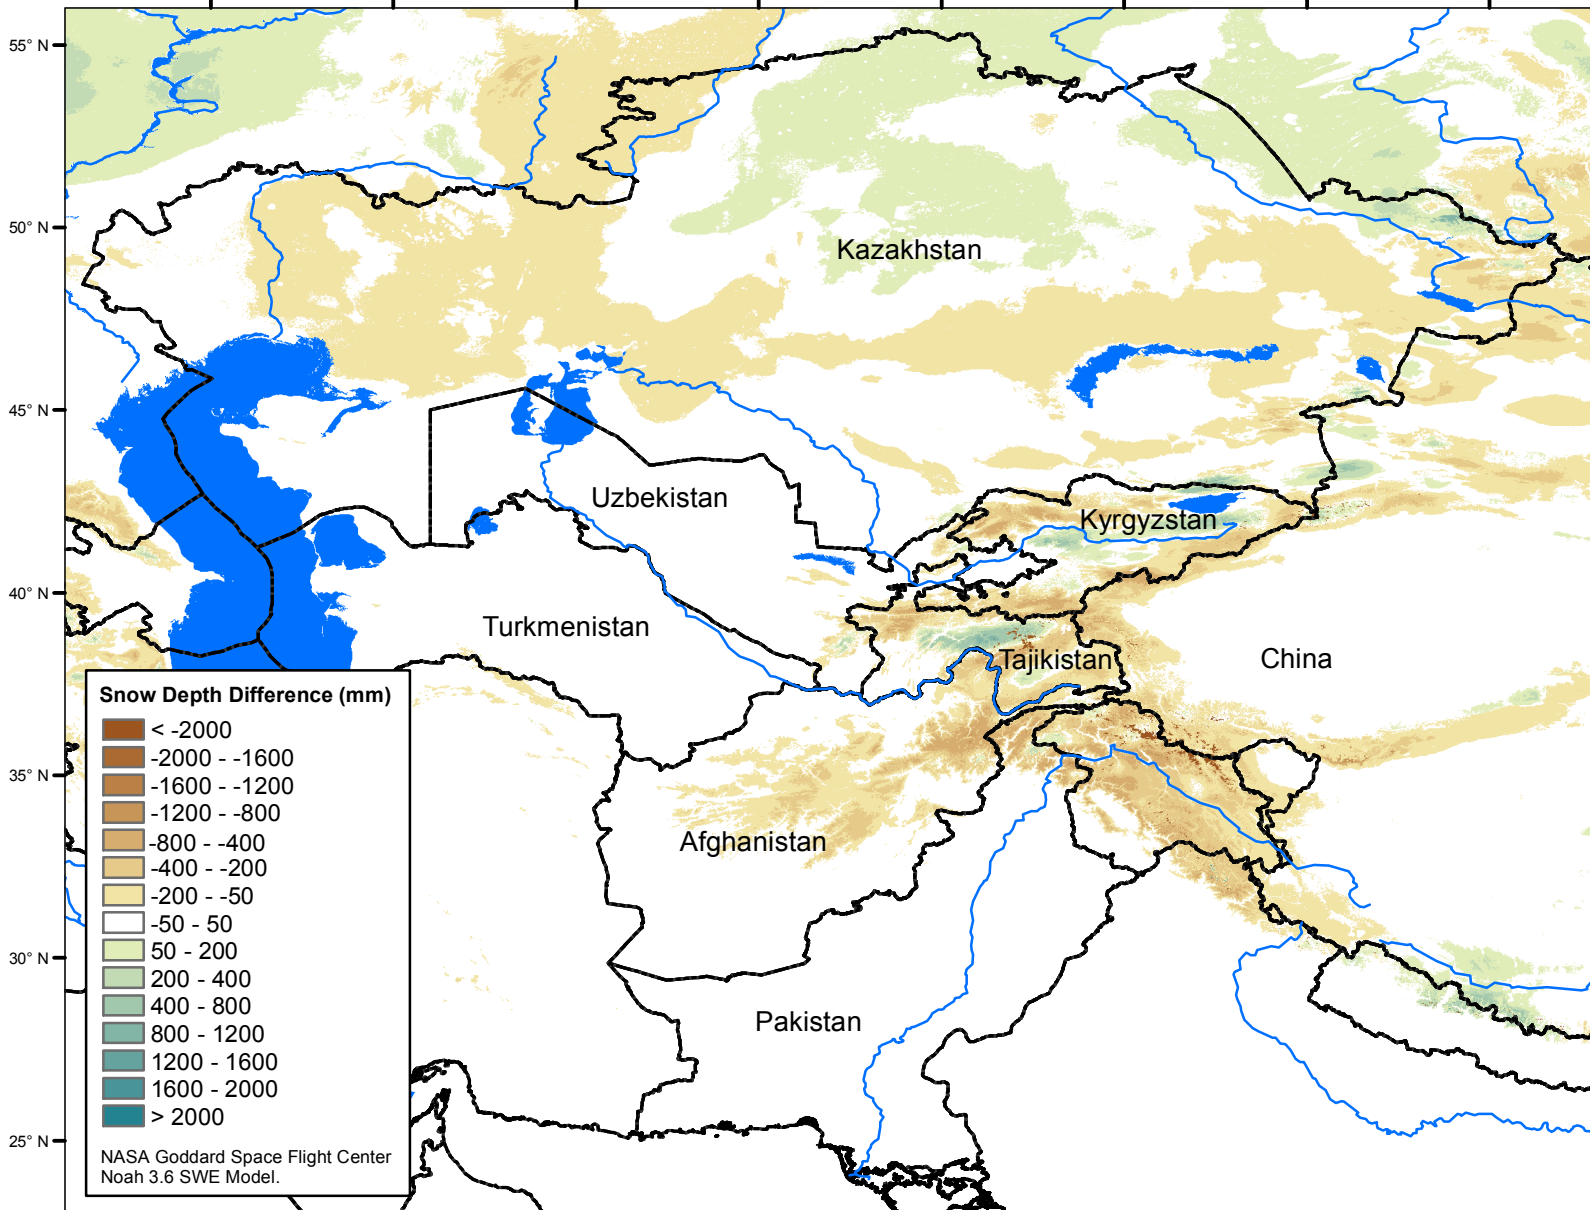 55° N
50° N
45° N
40° N
35° N
30° N
25° N
Kazakhstan
Uzbekistan
Kyrgyzstan
Turkmenistan
Tajikistan
China
Afghanistan
Pakistan
Snow Depth Difference (mm)
< -2000
-2000 - -1600
-1600 - -1200
-1200 - -800
-800 - -400
-400 - -200
-200 - -50
-50 - 50
50 - 200
200 - 400
400 - 800
800 - 1200
1200 - 1600
1600 - 2000
> 2000
NASA Goddard Space Flight Center
Noah 3.6 SWE Model.